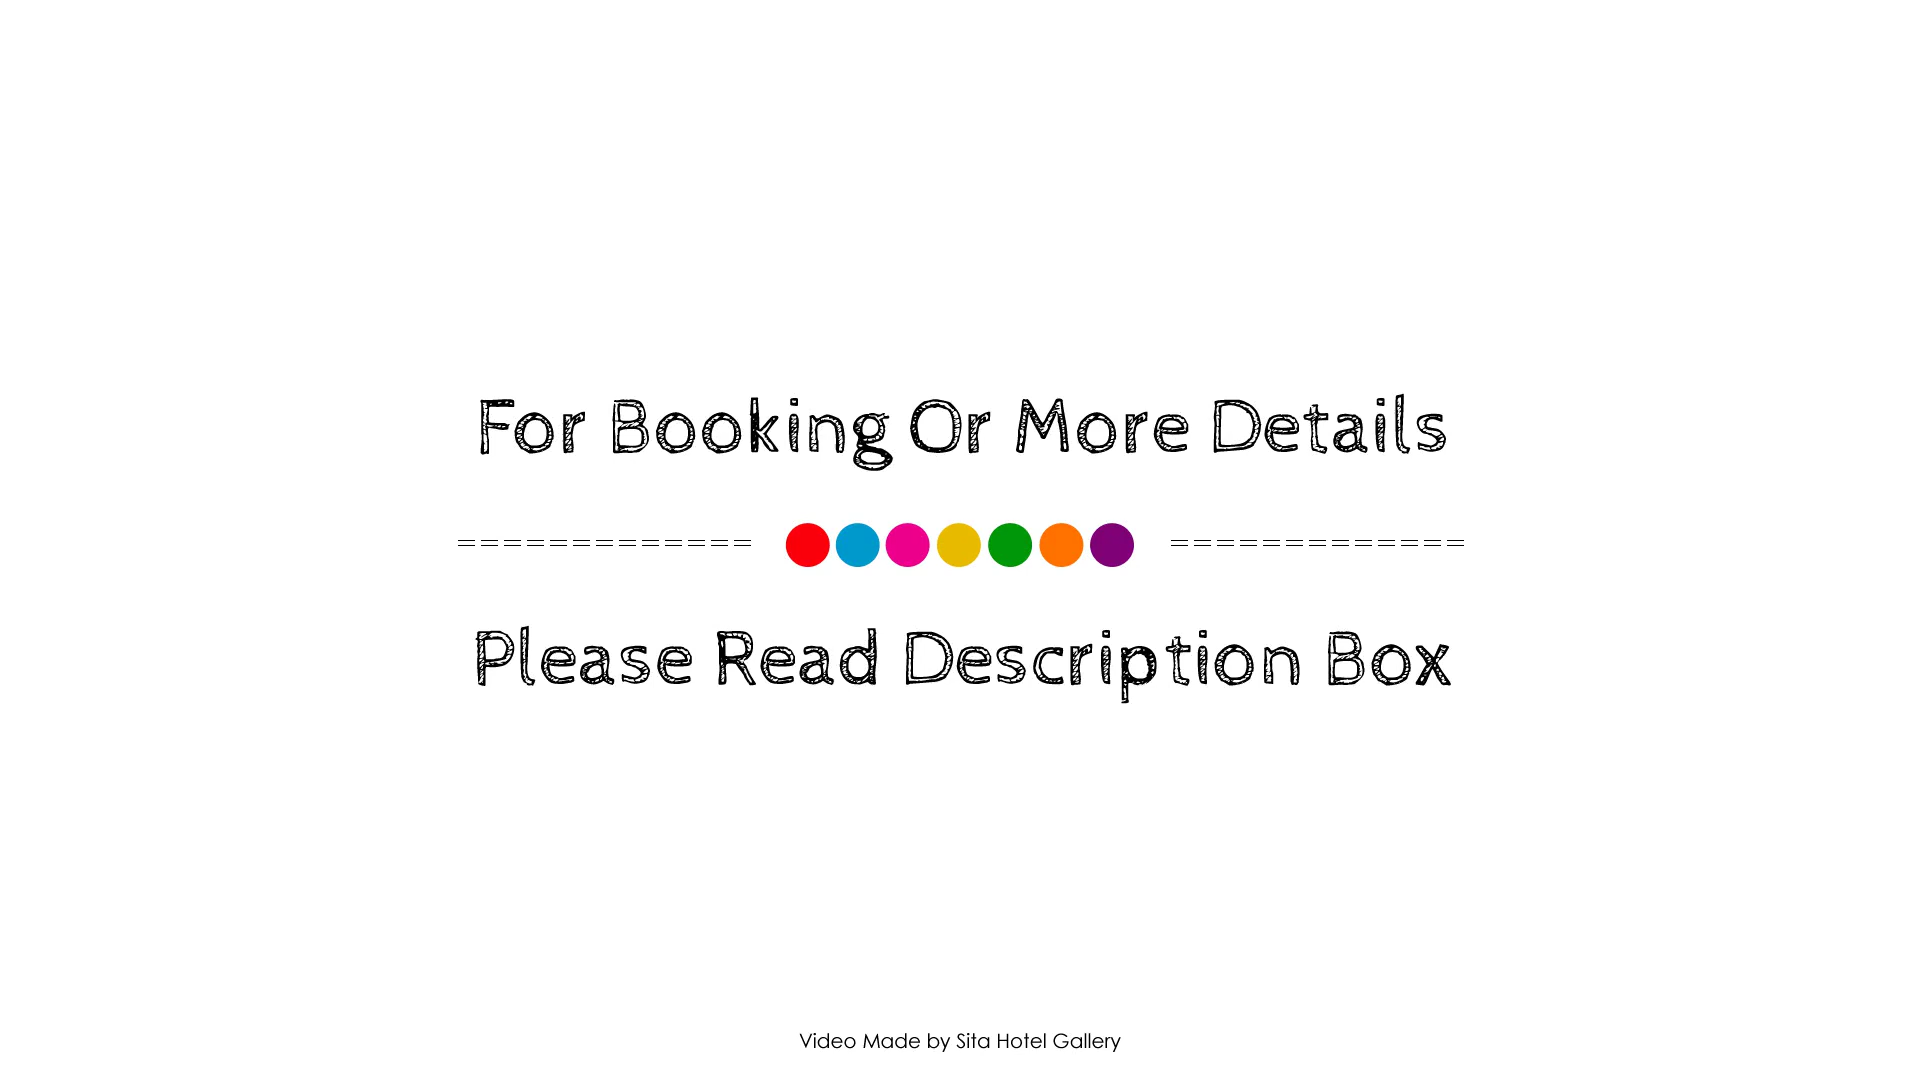 For Booking Or More Details
============= =============
Please Read Description Box
Video Made by Sita Hotel Gallery